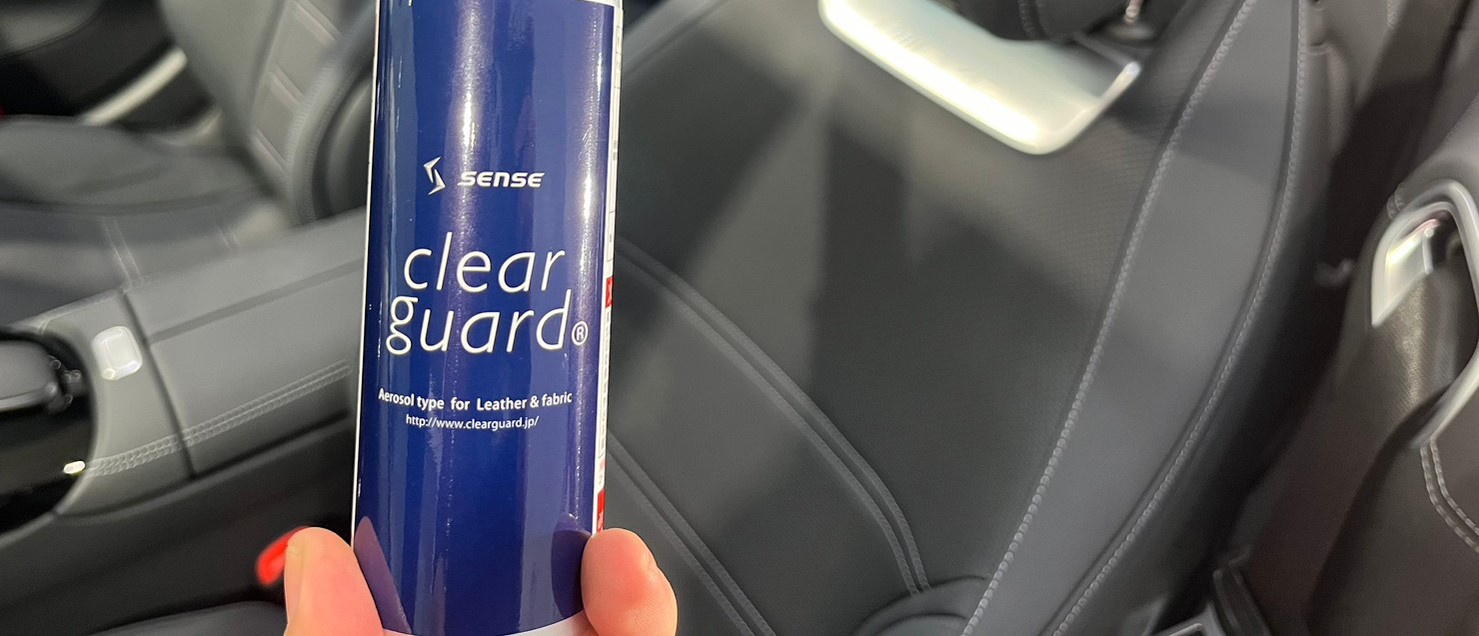 SENSE
clear
guard®
Aerosol type for Leather & fabric
http://www.clearguard.jp/